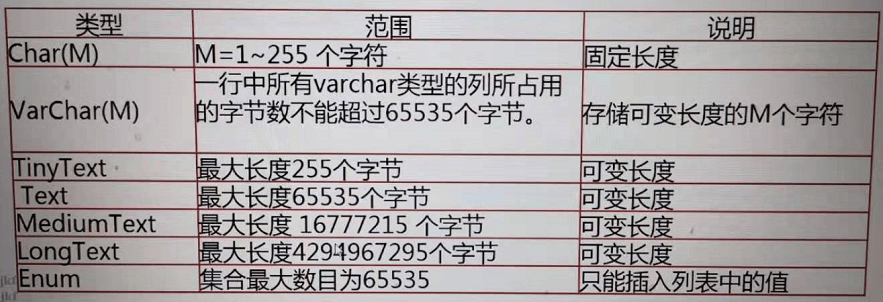 类型 范围 说明
Char(M) M=1~255 个字符 固定长度
VarChar(M) 一行中所有varchar类型的列所占用
的字节数不能超过65535个字节。 存储可变长度的M个字符
TinyText 最大长度255个字节 可变长度
Text 最大长度65535个字节 可变长度
MediumText 最大长度 16777215 个字节 可变长度
LongText 最大长度4294967295个字节 可变长度
Enum 集合最大数目为65535 只能插入列表中的值